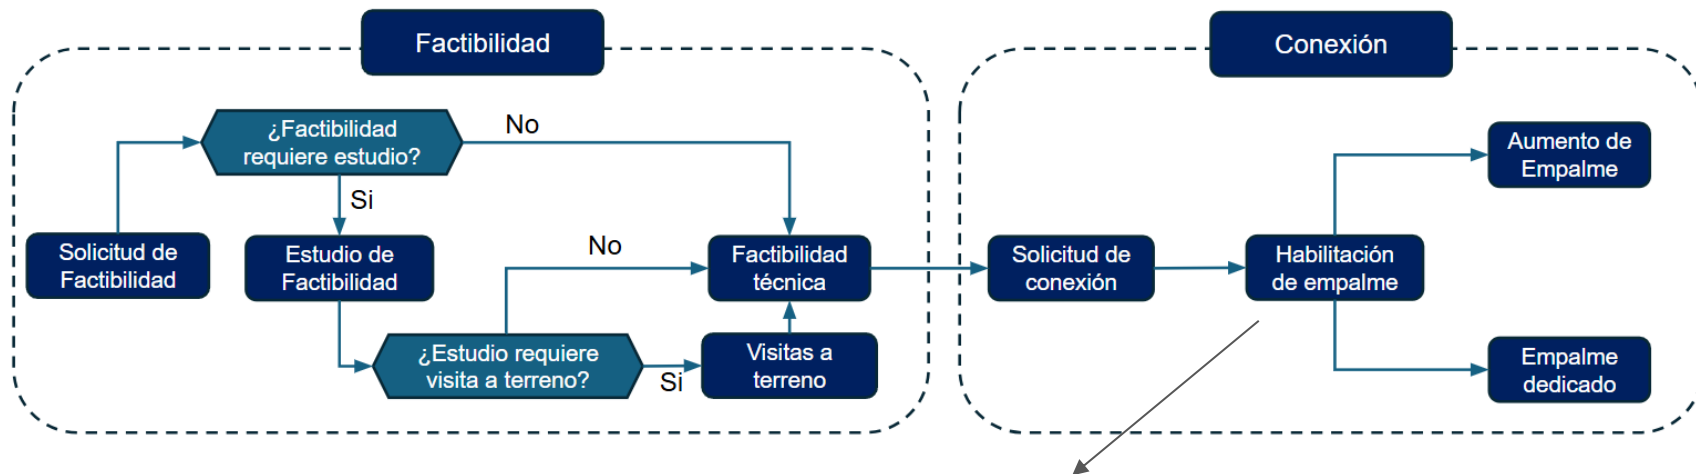 Factibilidad
Conexión
¿Factibilidad
requiere estudio?
No
Si
Solicitud de
Factibilidad
Estudio de
Factibilidad
No
Factibilidad
técnica
¿Estudio requiere
visita a terreno?
Si
Visitas a
terreno
Solicitud de
conexión
Habilitación
de empalme
Aumento de
Empalme
Empalme
dedicado